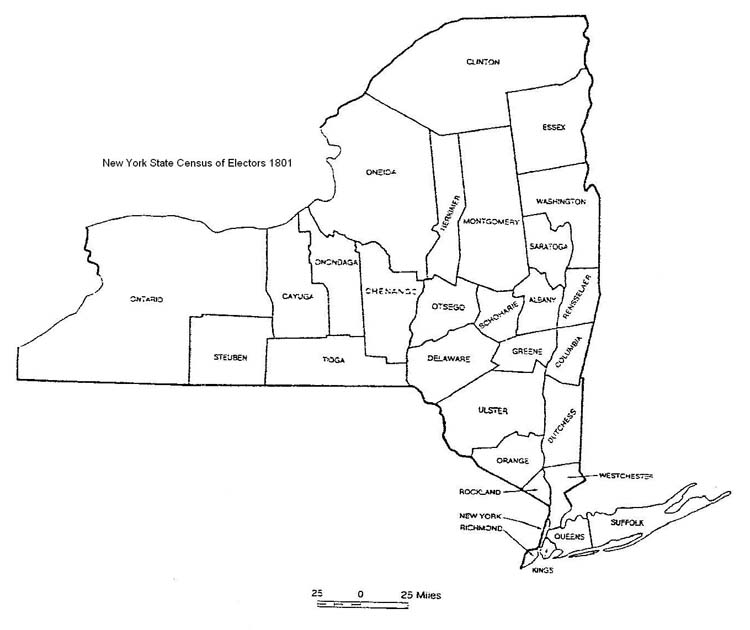 CLINTON
ESSEX
New York State Census of Electors 1801
ONEIDA
WASHINGTON
HERKIMER
MONTGOMERY
SARATOGA
ONONDAGA
CHENANGO
ONTARIO
CAYUGA
OTSEGO
SCHOHARIE
ALBANY
RENSSELAER
STEUBEN
TIOGA
DELAWARE
GREENE
COLUMBIA
ULSTER
DUTCHESS
ORANGE
WESTCHESTER
ROCKLAND
NEW YORK
RICHMOND
SUFFOLK
QUEENS
KINGS
25 0 25 Miles